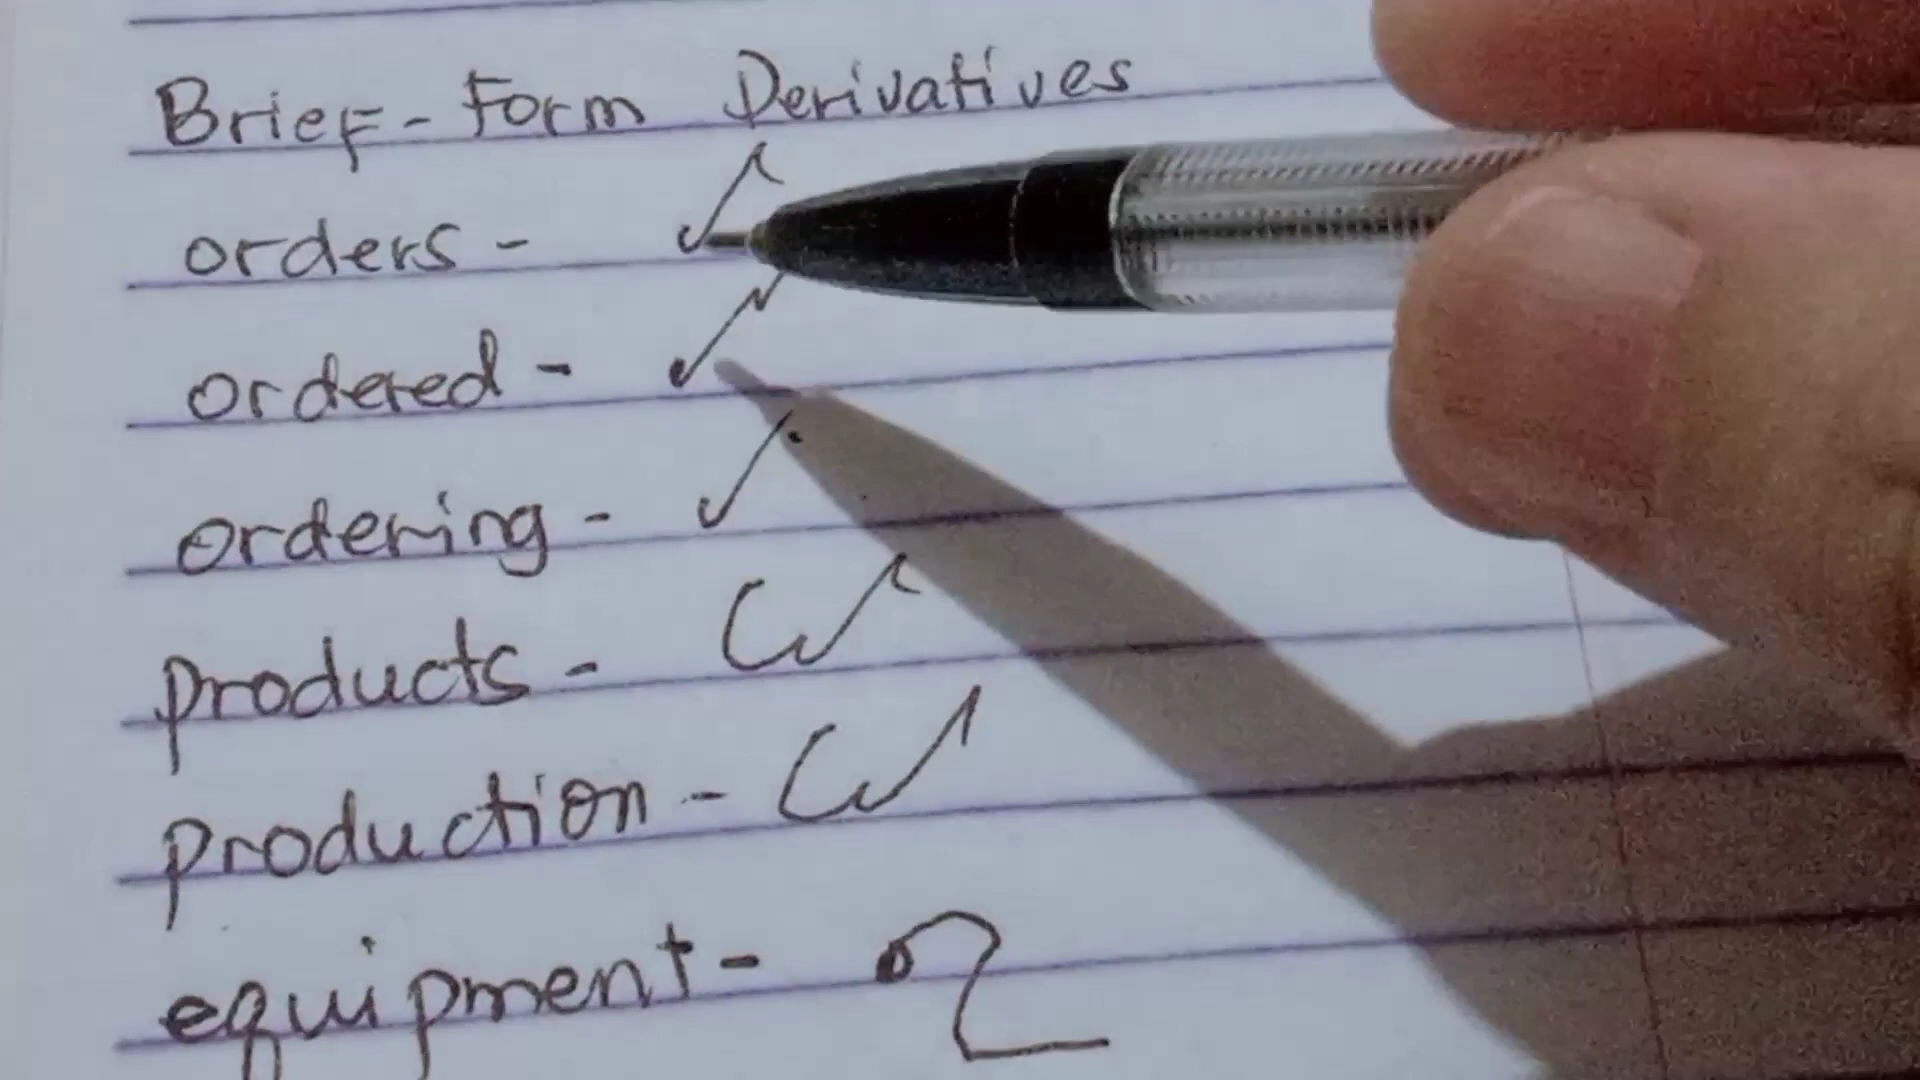 Brief-Form Derivatives
orders -
ordered -
ordering -
products -
production -
equipment -